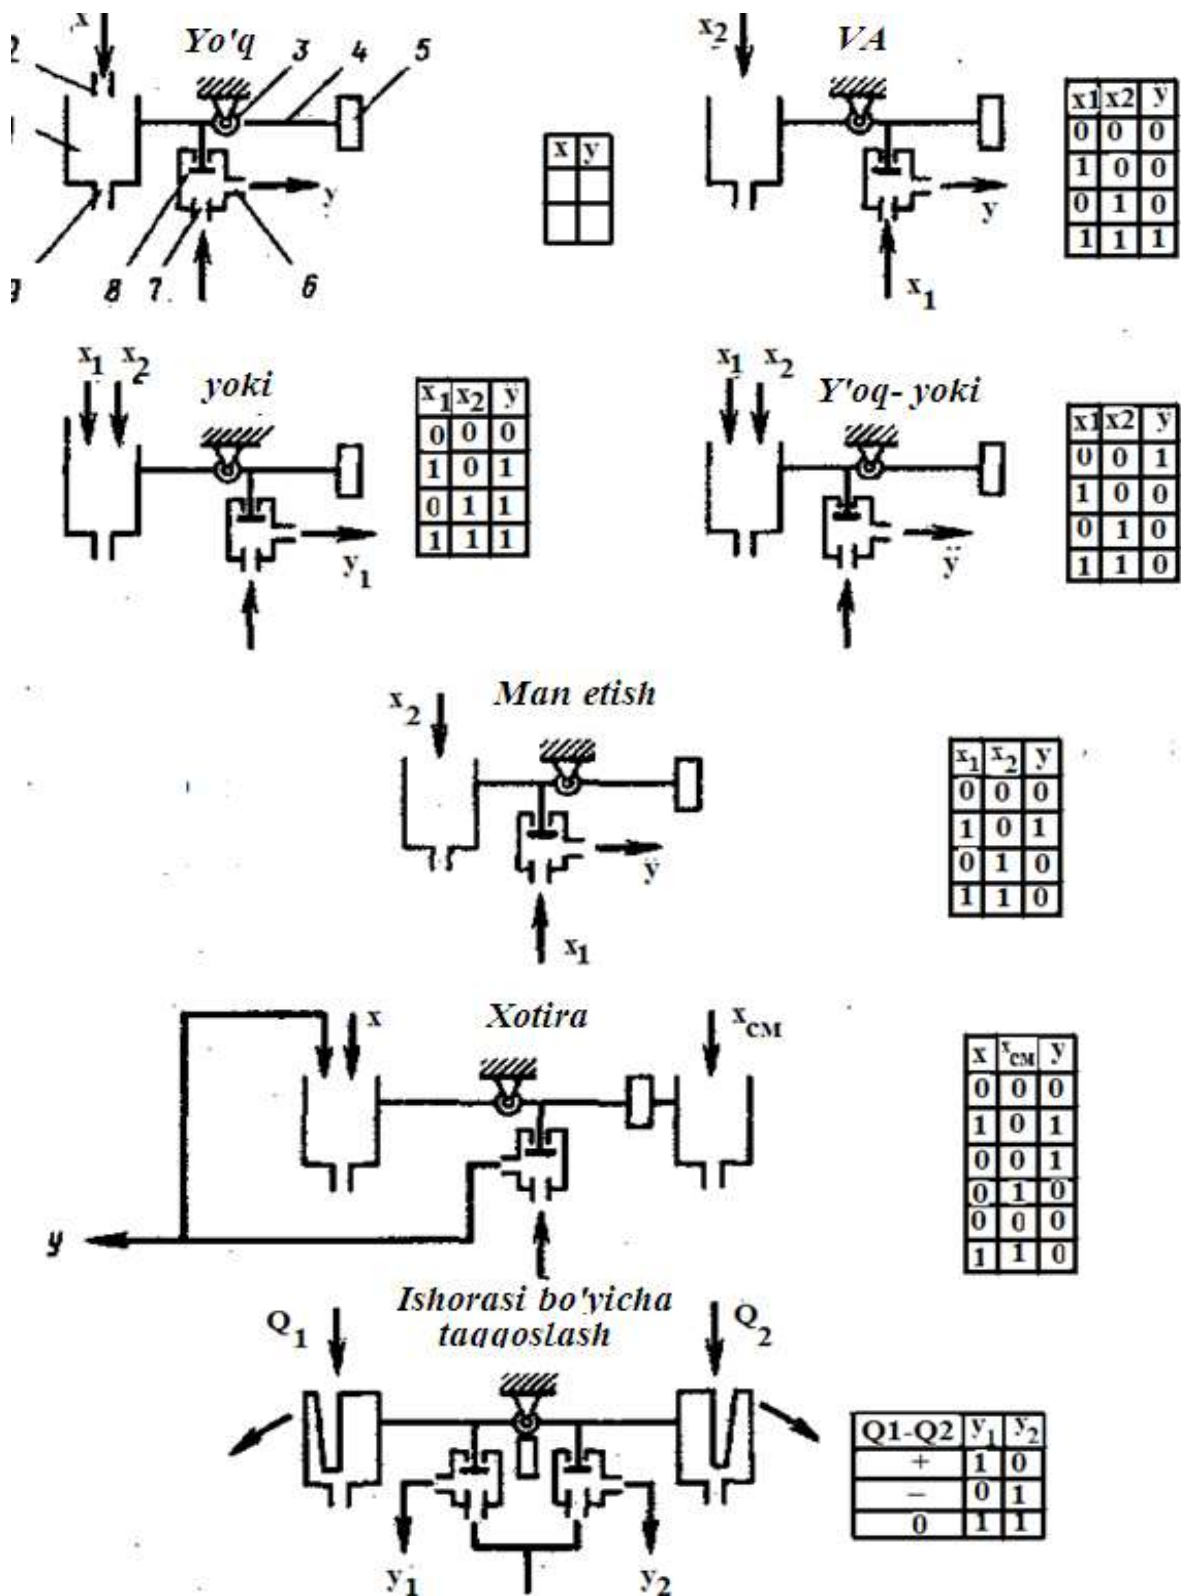 x
Yo'q
2
3
4
5
8
7
6
9
y
x y
x2
VA
y
x1
x1 x2 ÿ
0 0 0
1 0 0
0 1 0
1 1 1
x1 x2
yoki
y1
x1 x2 ÿ
0 0 0
1 0 1
0 1 1
1 1 1
x1 x2
Y'oq- yoki
ÿ
x1 x2 ÿ
0 0 1
1 0 0
0 1 0
1 1 0
x2
Man etish
ÿ
x1
x1 x2 y
0 0 0
1 0 1
0 1 0
1 1 0
x
Xotira
xсм
y
x xсм y
0 0 0
1 0 1
0 0 1
0 1 0
0 0 0
1 1 0
Ishorasi bo'yicha
taqqoslash
Q1
Q2
y1
y2
Q1-Q2 y1 y2
+ 1 0
– 0 1
0 1 1